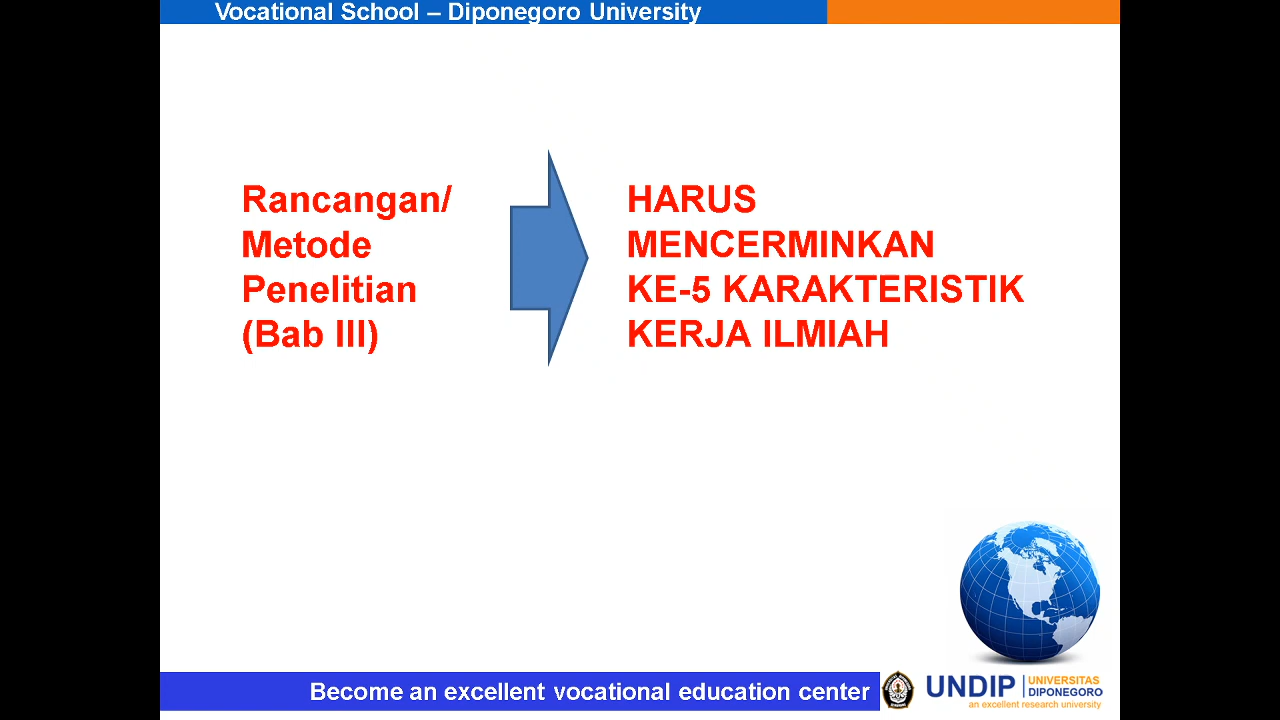 Vocational School – Diponegoro University
Rancangan/
Metode
Penelitian
(Bab III)
HARUS
MENCERMINKAN
KE-5 KARAKTERISTIK
KERJA ILMIAH
Become an excellent vocational education center
UNDIP
UNIVERSITAS
DIPONEGORO
an excellent research university